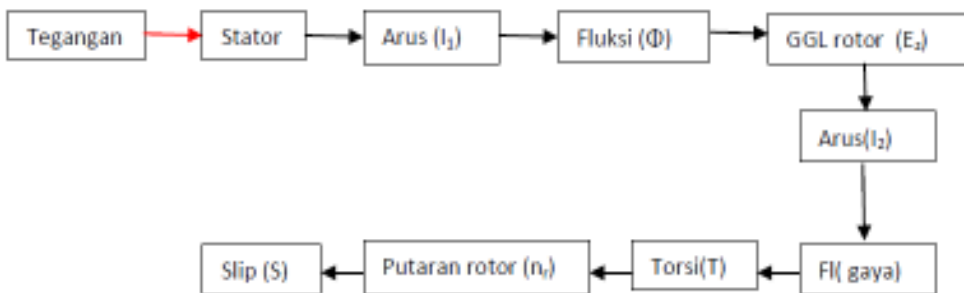 Tegangan
Stator
Arus (I₁)
Fluksi (Φ)
GGL rotor (E₂)
Arus(I₂)
Fl( gaya)
Torsi(T)
Putaran rotor (nᵣ)
Slip (S)